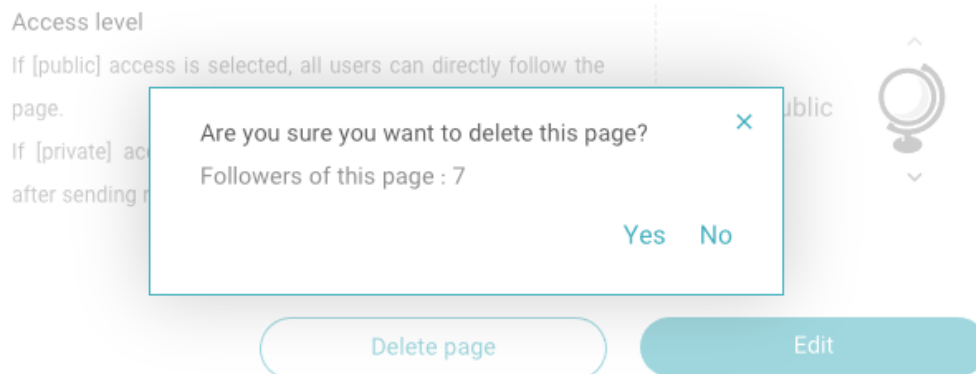 Access level
If [public] access is selected, all users can directly follow the
page.
ublic
If [private] acc
after sending r
Are you sure you want to delete this page?
Followers of this page : 7
Yes No
Delete page
Edit